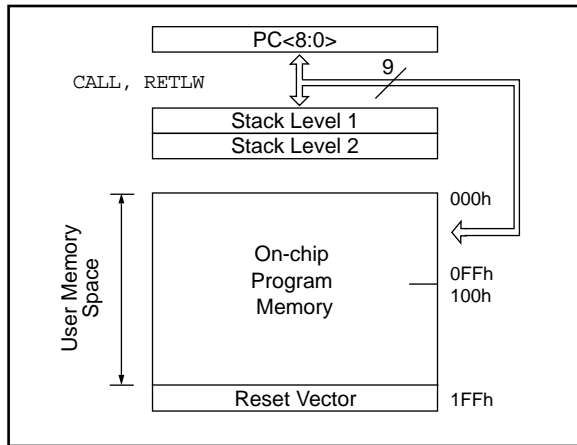 PC<8:0>
9
CALL, RETLW
Stack Level 1
Stack Level 2
000h
On-chip
Program
Memory
0FFh
100h
User Memory
Space
Reset Vector
1FFh